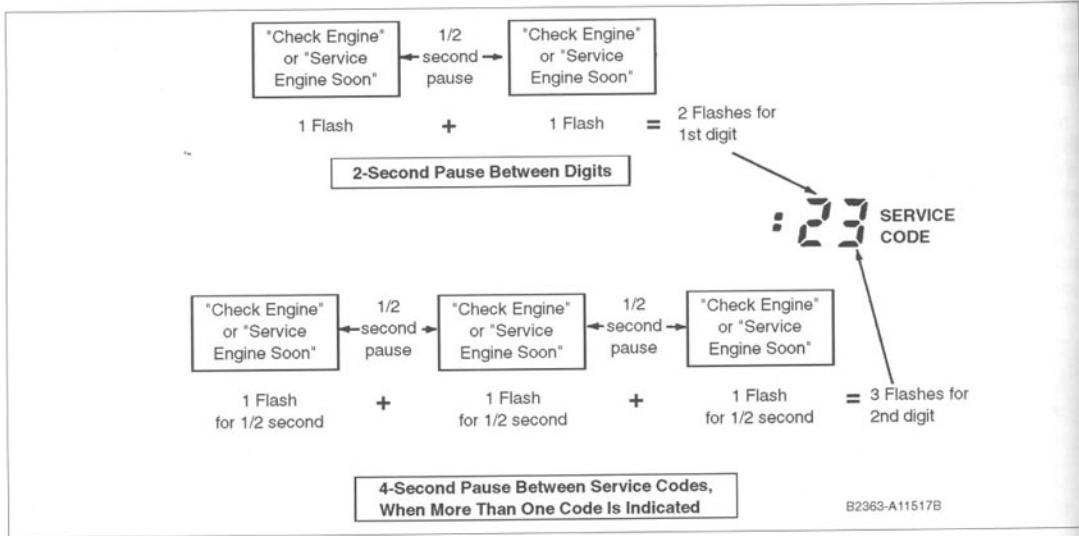 "Check Engine"
or "Service
Engine Soon"
1/2
second
pause
"Check Engine"
or "Service
Engine Soon"
1 Flash
+
1 Flash
=
2 Flashes for
1st digit
2-Second Pause Between Digits
:23
SERVICE
CODE
"Check Engine"
or "Service
Engine Soon"
1/2
second
pause
"Check Engine"
or "Service
Engine Soon"
1/2
second
pause
"Check Engine"
or "Service
Engine Soon"
1 Flash
for 1/2 second
+
1 Flash
for 1/2 second
+
1 Flash
for 1/2 second
=
3 Flashes for
2nd digit
4-Second Pause Between Service Codes,
When More Than One Code Is Indicated
B2363-A11517B